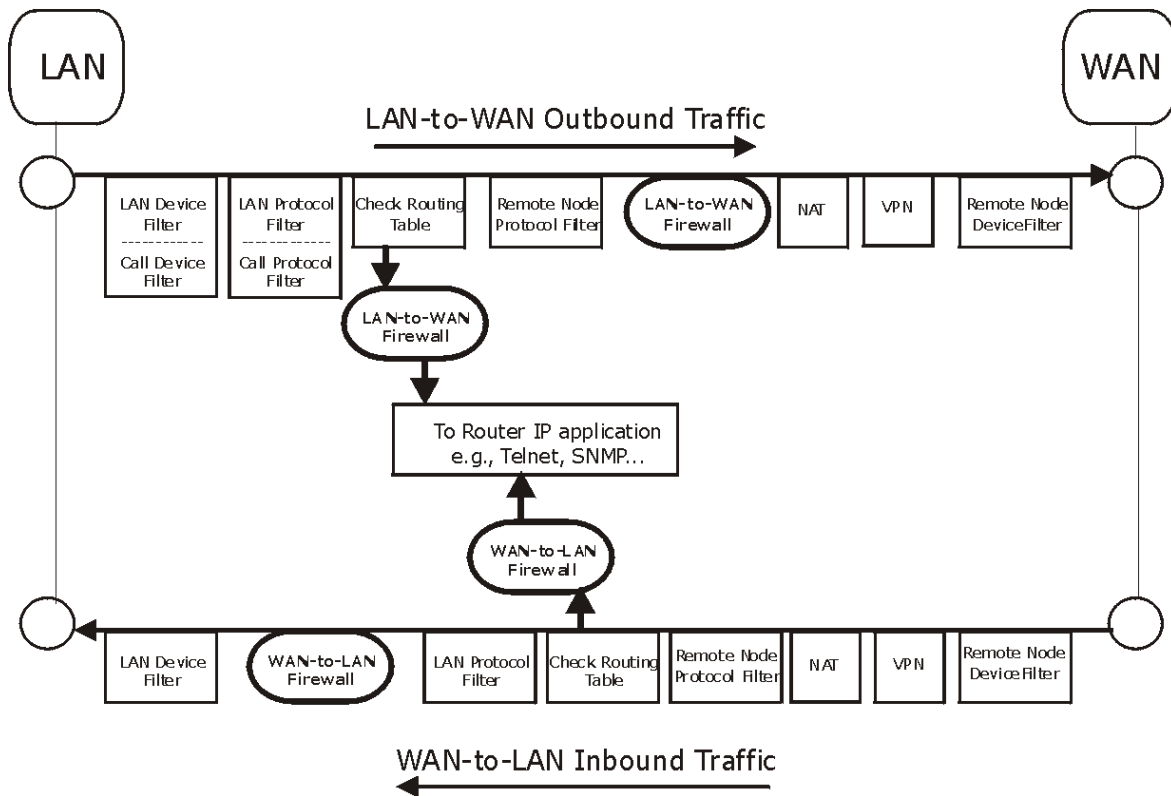 LAN
WAN
LAN-to-WAN Outbound Traffic
LAN Device
Filter
Call Device
Filter
LAN Protocol
Filter
Call Protocol
Filter
Check Routing
Table
Remote Node
Protocol Filter
LAN-to-WAN
Firewall
NAT
VPN
Remote Node
DeviceFilter
LAN-to-WAN
Firewall
To Router IP application
e.g., Telnet, SNMP...
WAN-to-LAN
Firewall
LAN Device
Filter
WAN-to-LAN
Firewall
LAN Protocol
Filter
Check Routing
Table
Remote Node
Protocol Filter
NAT
VPN
Remote Node
DeviceFilter
WAN-to-LAN Inbound Traffic